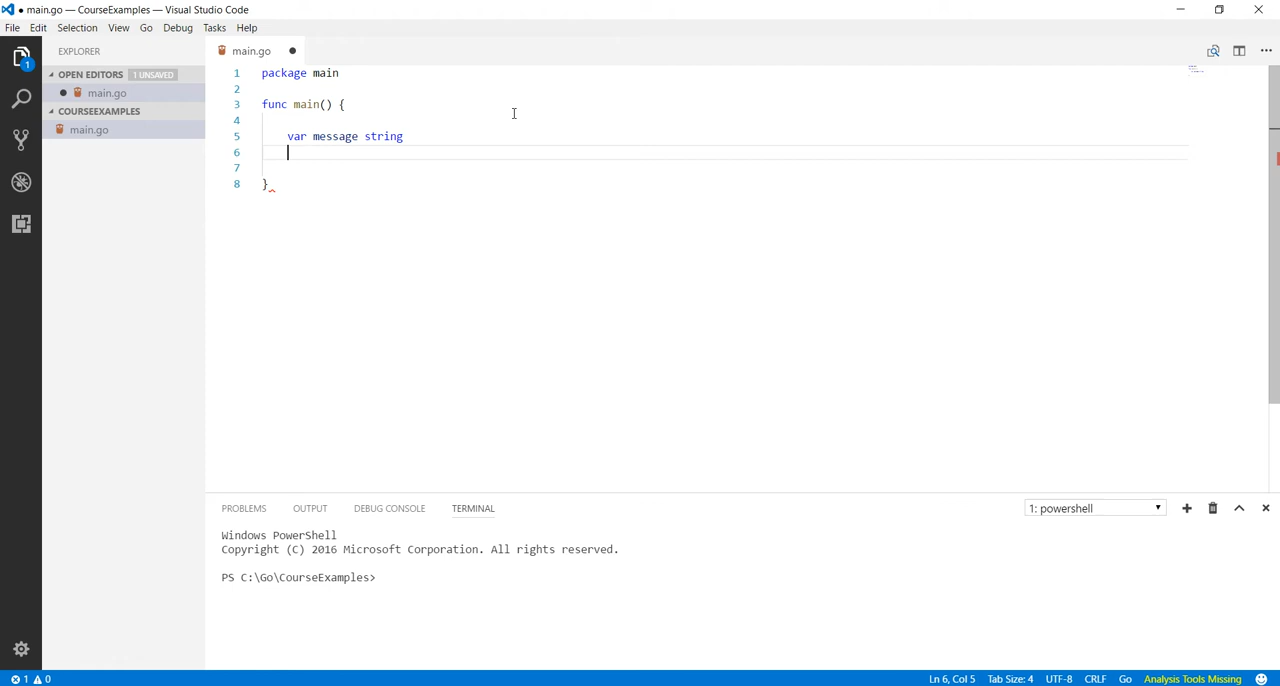 ● main.go — CourseExamples — Visual Studio Code
File Edit Selection View Go Debug Tasks Help
EXPLORER
OPEN EDITORS 1 UNSAVED
main.go
COURSEEXAMPLES
main.go
1
main.go
1 package main
2
3 func main() {
4
5 var message string
6
7
8 }
PROBLEMS OUTPUT DEBUG CONSOLE TERMINAL
1: powershell
Windows PowerShell
Copyright (C) 2016 Microsoft Corporation. All rights reserved.
PS C:\Go\CourseExamples>
1 0 Ln 6, Col 5 Tab Size: 4 UTF-8 CRLF Go Analysis Tools Missing